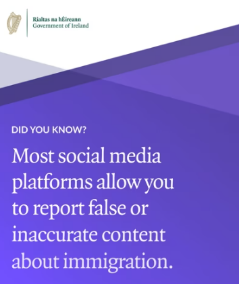 Rialtas na hÉireann
Government of Ireland
DID YOU KNOW?
Most social media
platforms allow you
to report false or
inaccurate content
about immigration.